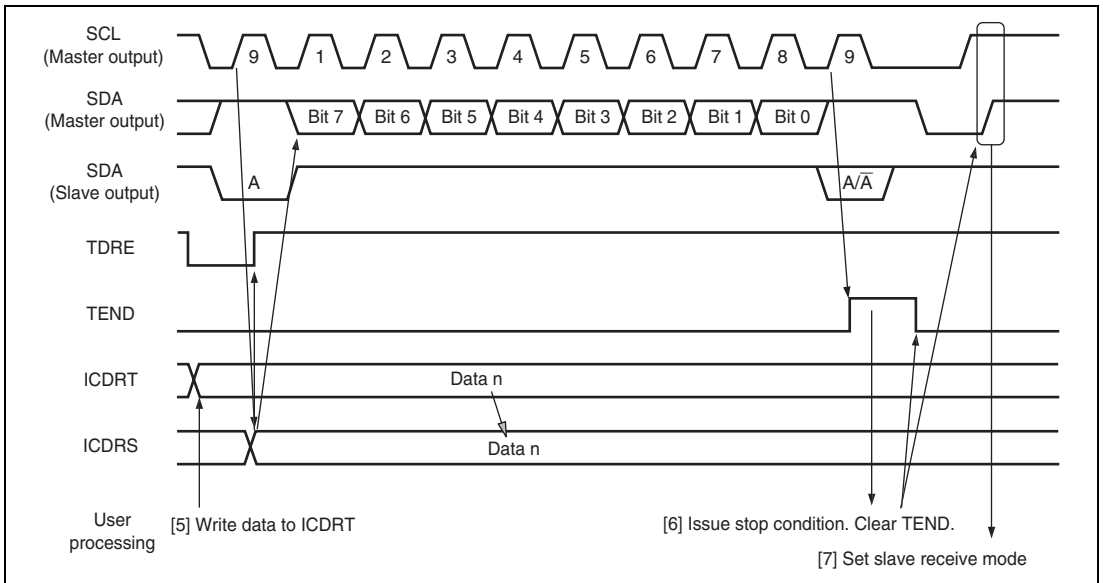 SCL
(Master output)
9 1 2 3 4 5 6 7 8 9
SDA
(Master output)
Bit 7 Bit 6 Bit 5 Bit 4 Bit 3 Bit 2 Bit 1 Bit 0
SDA
(Slave output)
A A/A̅
TDRE
TEND
ICDRT
Data n
ICDRS
Data n
User
processing
[5] Write data to ICDRT
[6] Issue stop condition. Clear TEND.
[7] Set slave receive mode